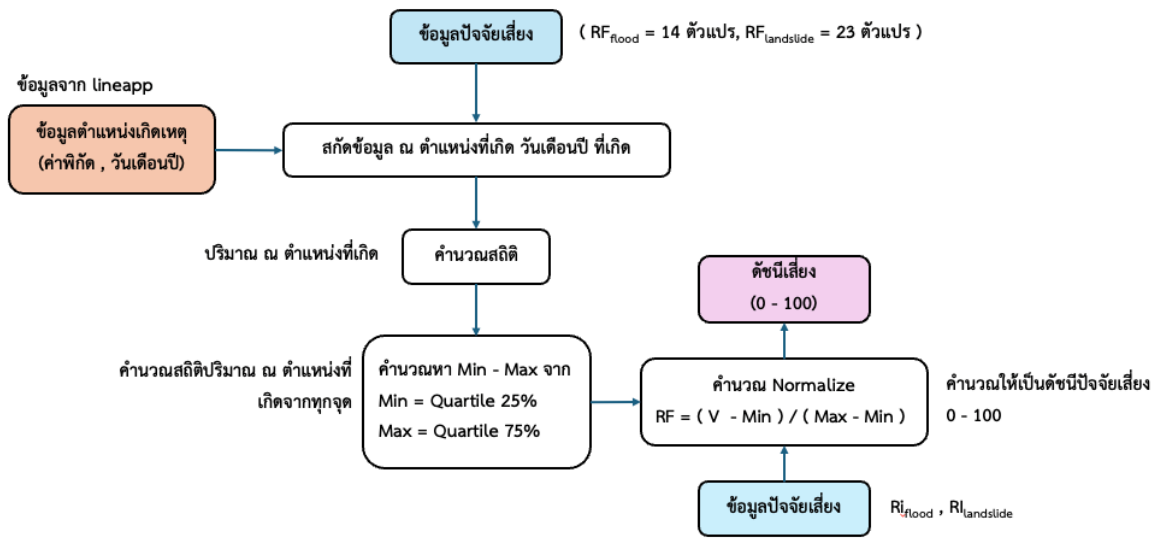 ข้อมูลปัจจัยเสี่ยง
( RFflood = 14 ตัวแปร, RFlandslide = 23 ตัวแปร )
ข้อมูลจาก lineapp
ข้อมูลตำแหน่งเกิดเหตุ
(ค่าพิกัด , วันเดือนปี)
สกัดข้อมูล ณ ตำแหน่งที่เกิด วันเดือนปี ที่เกิด
ปริมาณ ณ ตำแหน่งที่เกิด
คำนวณสถิติ
ดัชนีเสี่ยง
(0 - 100)
คำนวณสถิติปริมาณ ณ ตำแหน่งที่
เกิดจากทุกจุด
คำนวณหา Min - Max จาก
Min = Quartile 25%
Max = Quartile 75%
คำนวณ Normalize
RF = ( V - Min ) / ( Max - Min )
คำนวณให้เป็นดัชนีปัจจัยเสี่ยง
0 - 100
ข้อมูลปัจจัยเสี่ยง
Riflood , RIlandslide